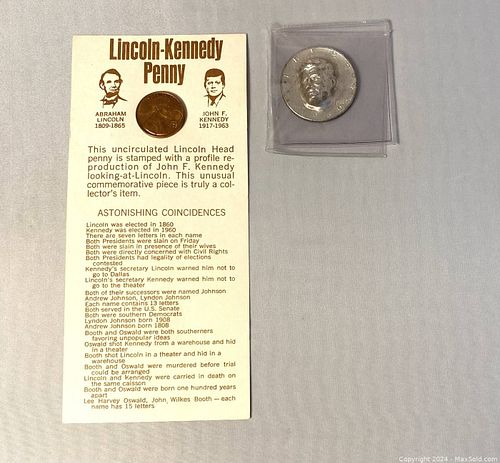 Lincoln-Kennedy
Penny
ABRAHAM
LINCOLN
1809-1865
JOHN F.
KENNEDY
1917-1963
This uncirculated Lincoln Head
penny is stamped with a profile re-
production of John F. Kennedy
looking-at-Lincoln. This unusual
commemorative piece is truly a col-
lector's item.
ASTONISHING COINCIDENCES
Lincoln was elected in 1860
Kennedy was elected in 1960
There are seven letters in each name
Both Presidents were slain on Friday
Both were slain in presence of their wives
Both were directly concerned with Civil Rights
Both Presidents had legality of elections
contested
Kennedy's secretary Lincoln warned him not to
go to Dallas
Lincoln's secretary Kennedy warned him not to
go to the theater
Both of their successors were named Johnson
Andrew Johnson, Lyndon Johnson
Each name contains 13 letters
Both served in the U.S. Senate
Both were southern Democrats
Lyndon Johnson born 1908
Andrew Johnson born 1808
Booth and Oswald were both southerners
favoring unpopular ideas
Oswald shot Kennedy from a warehouse and hid
in a theater
Booth shot Lincoln in a theater and hid in a
warehouse
Booth and Oswald were murdered before trial
could be arranged
Lincoln and Kennedy were carried in death on
the same caisson
Booth and Oswald were born one hundred years
apart
Lee Harvey Oswald, John Wilkes Booth — each
name has 15 letters
Copyright 2024 - MaxSold.com